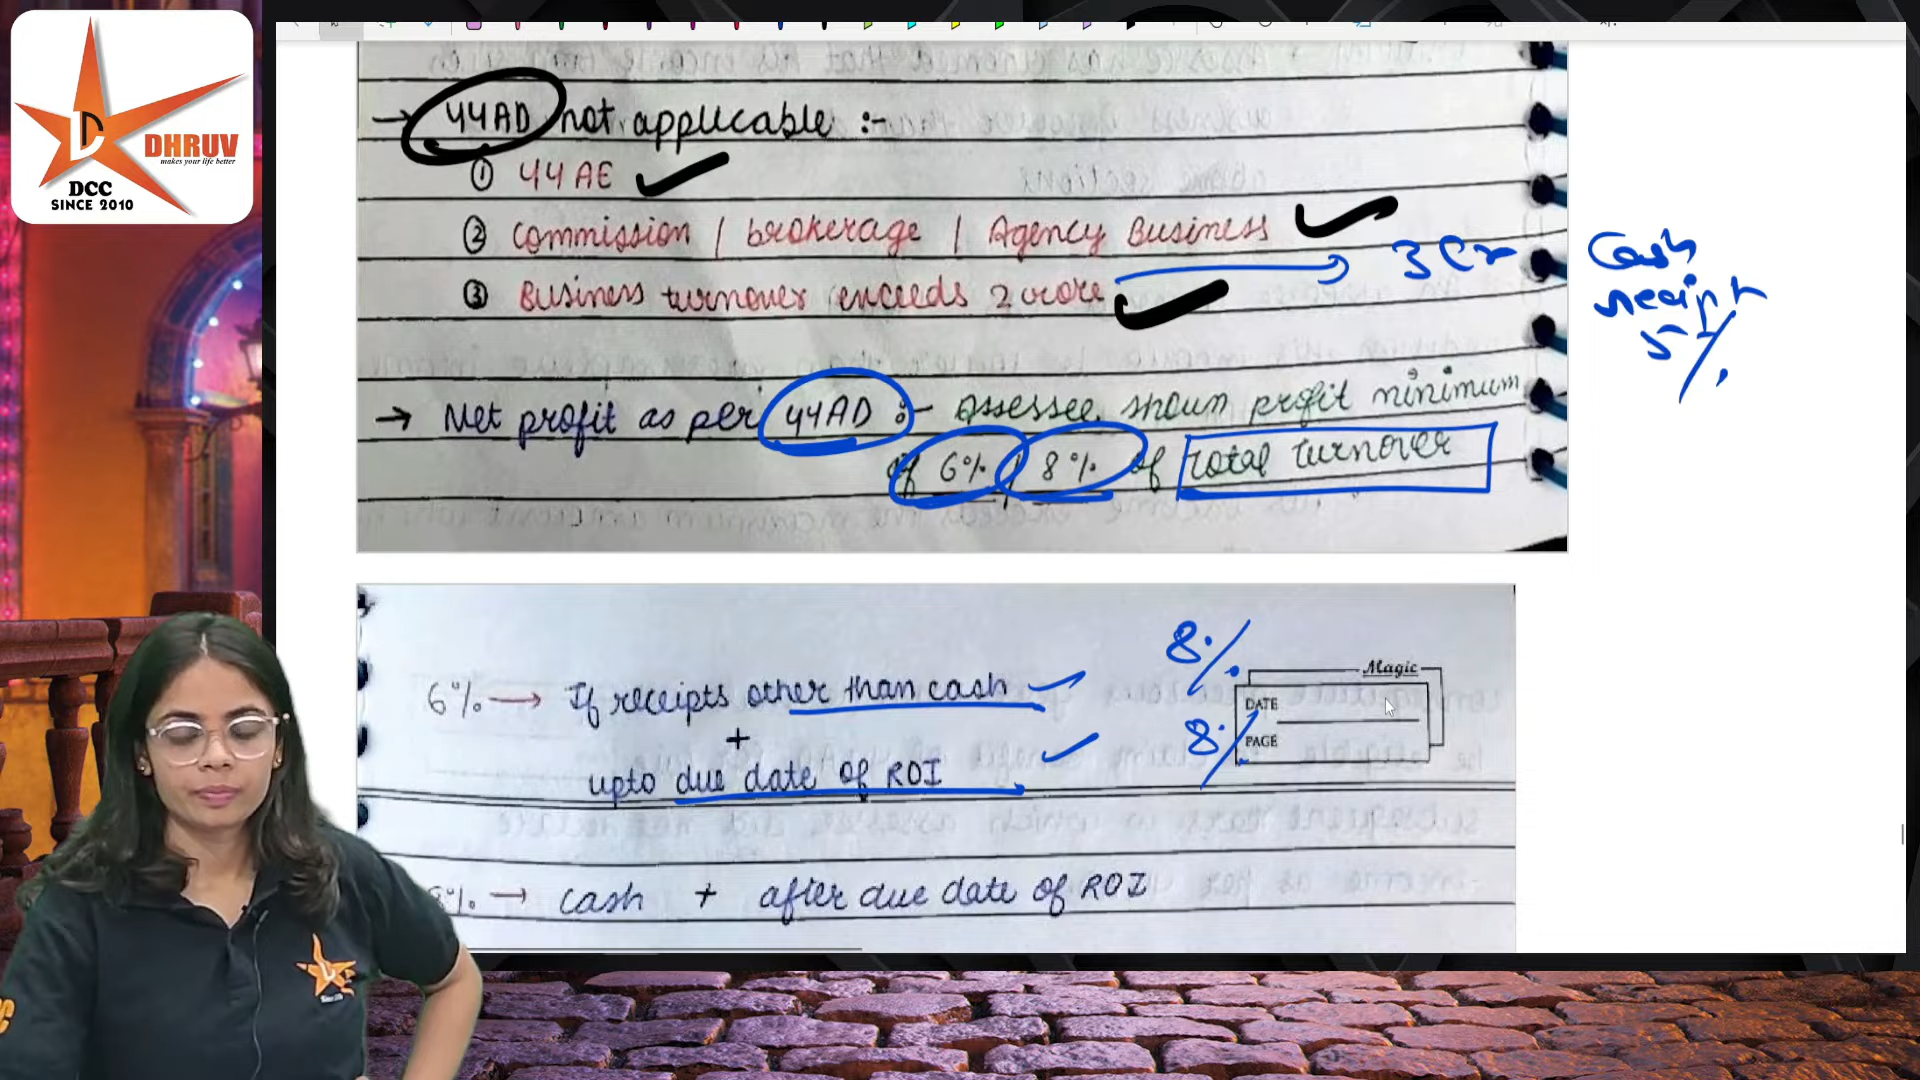 DHRUV
makes your life better
DCC
SINCE 2010
→ 44AD not applicable :-
① 44AE
② Commission / brokerage / Agency Business
③ Business turnover exceeds 2 crore → 3 Cr
Cash
receipt
5%
→ Net profit as per 44AD :- Assessee shown profit minimum
of 6% / 8% of total turnover
8%
Magic
6% → If receipts other than cash
DATE
+
8%
PAGE
upto due date of ROI
% → cash + after due date of ROI